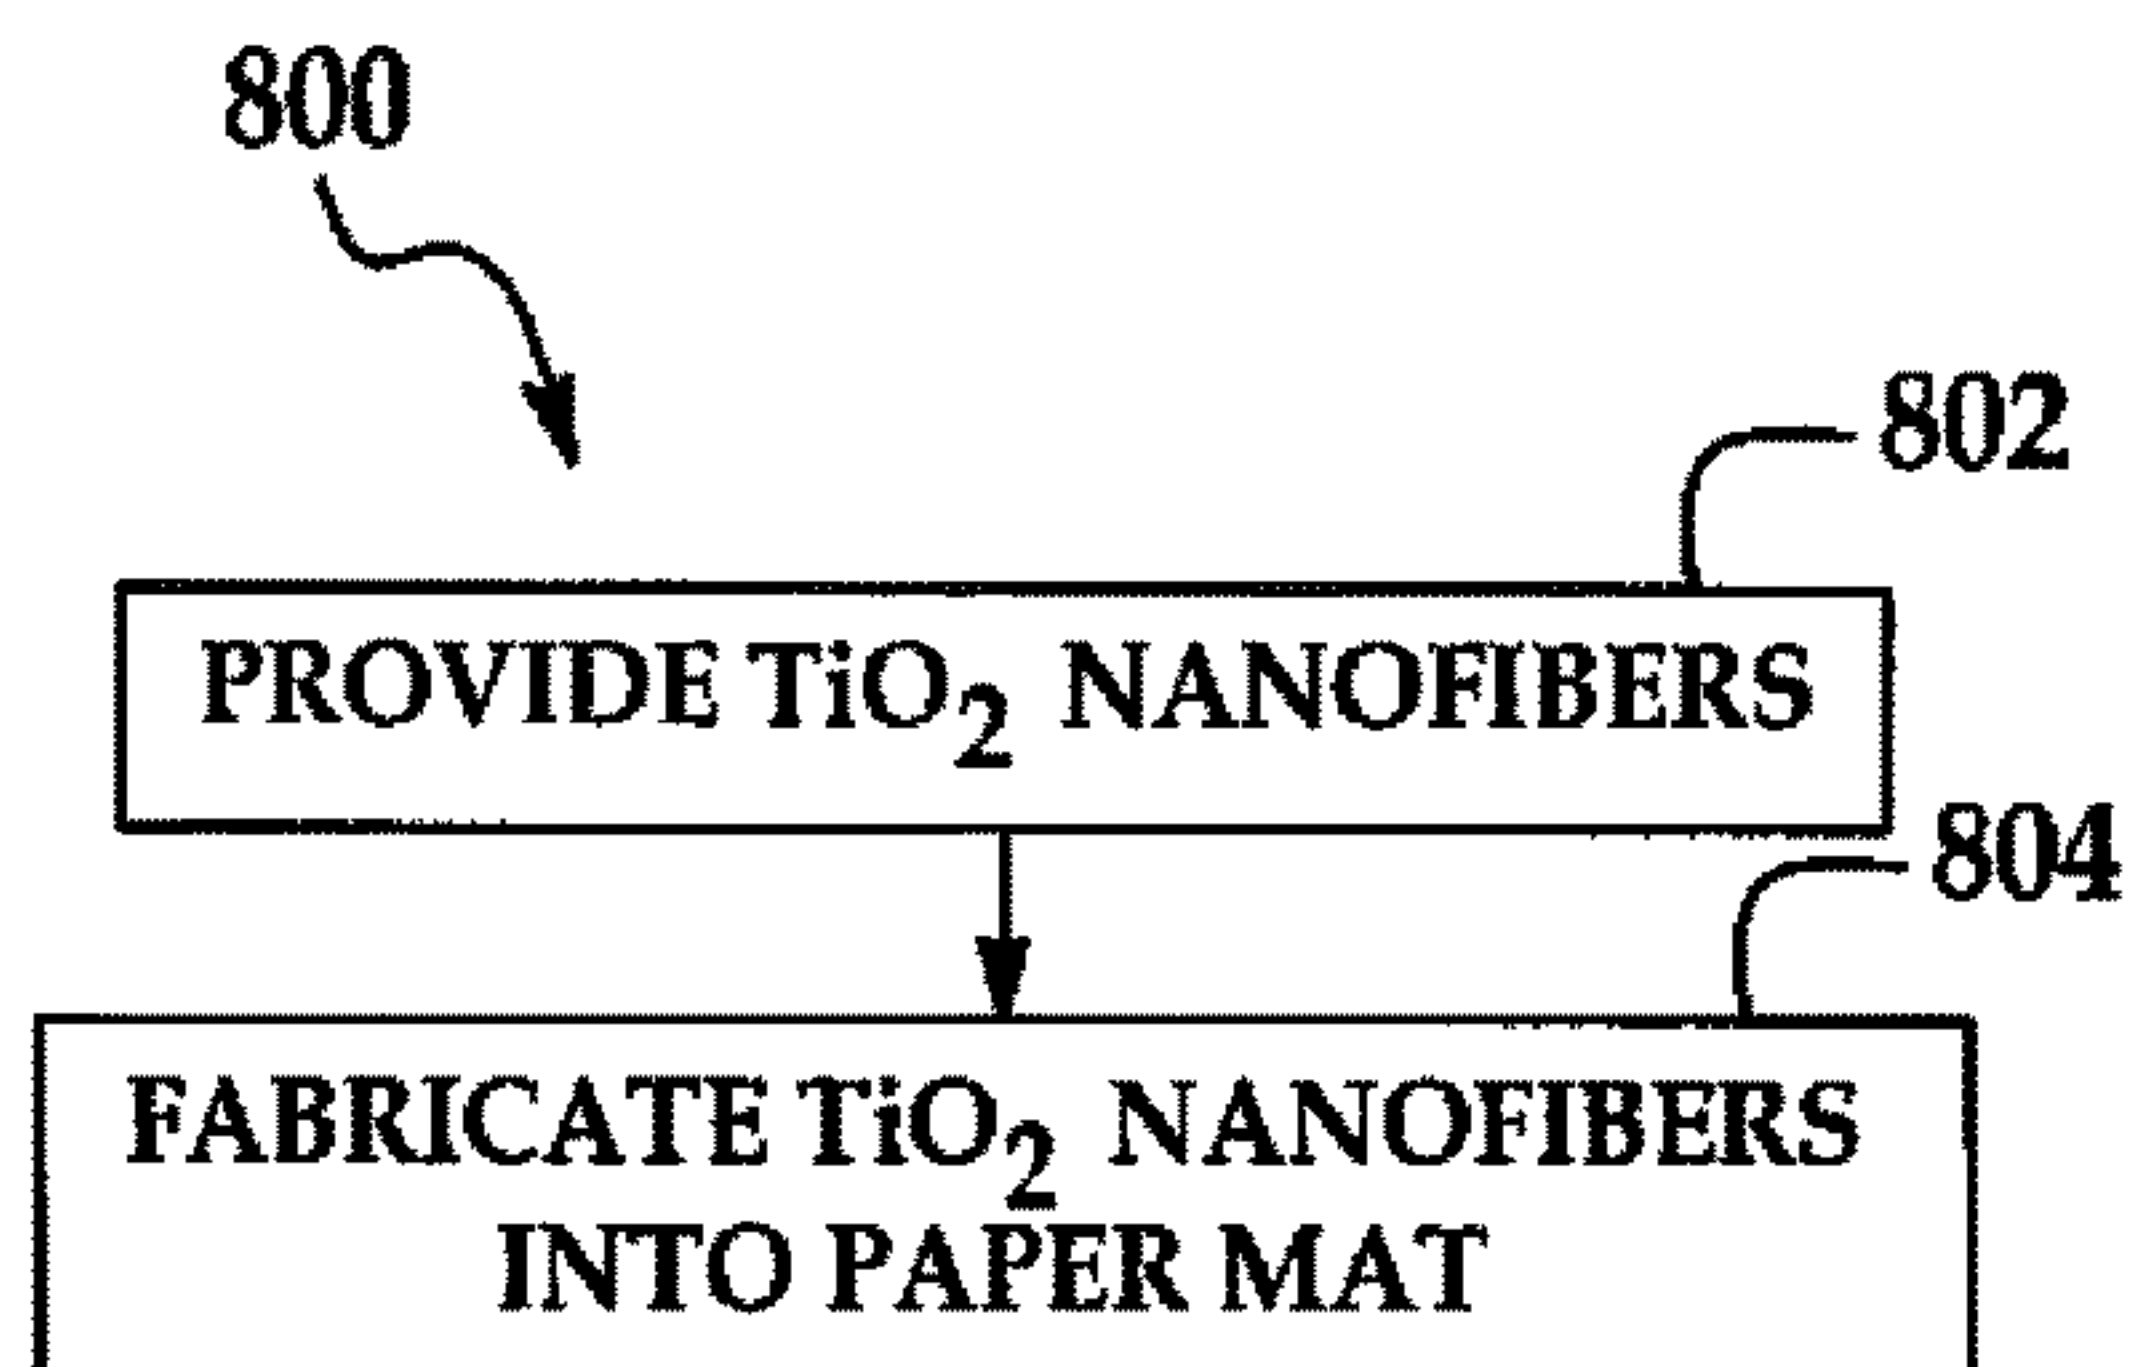 800
802
PROVIDE TiO₂ NANOFIBERS
804
FABRICATE TiO₂ NANOFIBERS
INTO PAPER MAT